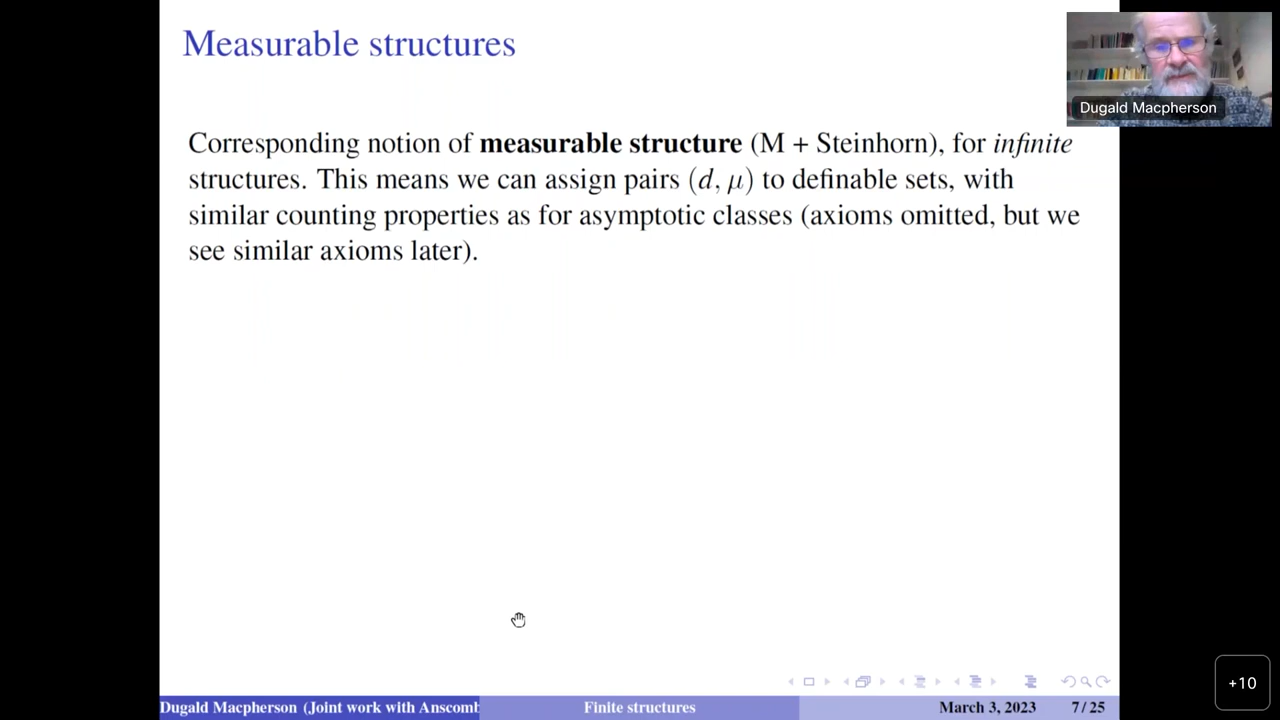 Measurable structures
Dugald Macpherson
Corresponding notion of measurable structure (M + Steinhorn), for infinite
structures. This means we can assign pairs (d, μ) to definable sets, with
similar counting properties as for asymptotic classes (axioms omitted, but we
see similar axioms later).
+10
Dugald Macpherson (Joint work with Anscomb
Finite structures
March 3, 2023
7 / 25